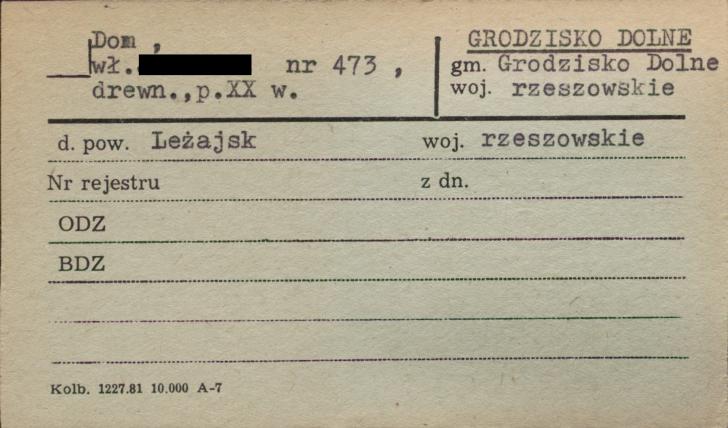 Dom ,
wł. nr 473 ,
drewn.,p.XX w.
GRODZISKO DOLNE
gm. Grodzisko Dolne
woj. rzeszowskie
d. pow. Leżajsk woj. rzeszowskie
Nr rejestru z dn.
ODZ
BDZ
Kolb. 1227.81 10.000 A-7